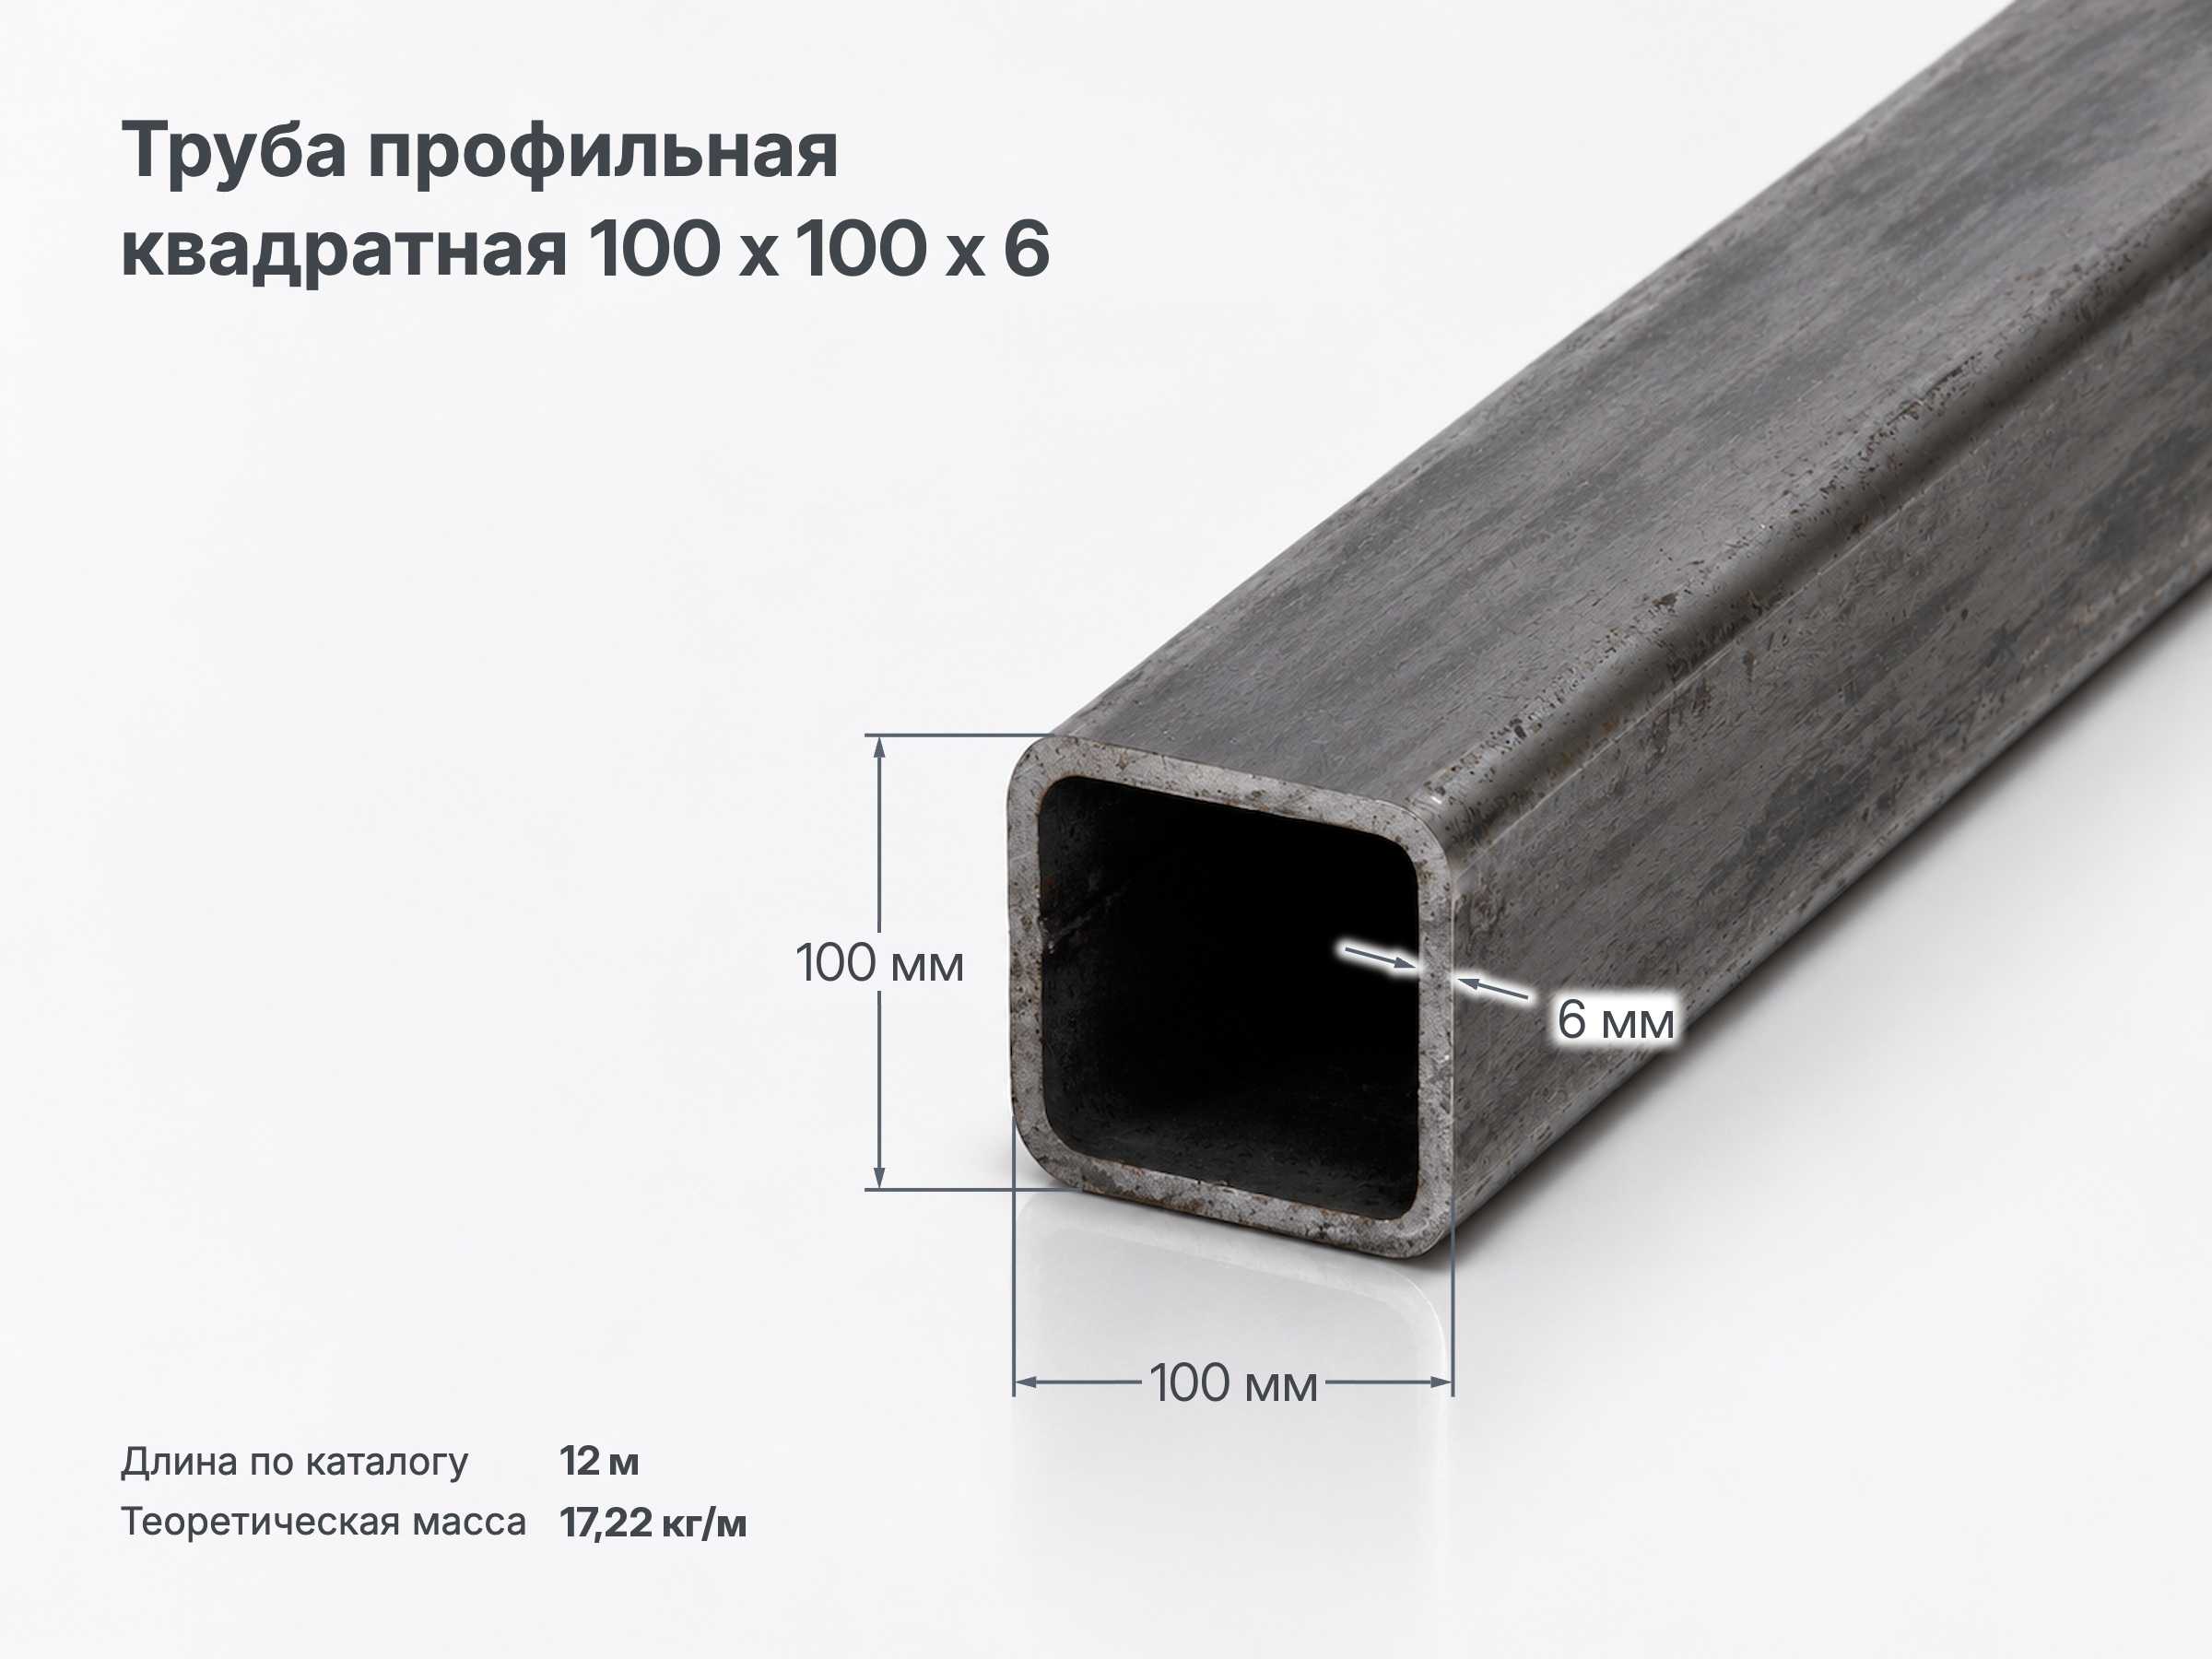 Труба профильная
квадратная 100 x 100 x 6
100 мм
6 мм
100 мм
Длина по каталогу 12 м
Теоретическая масса 17,22 кг/м